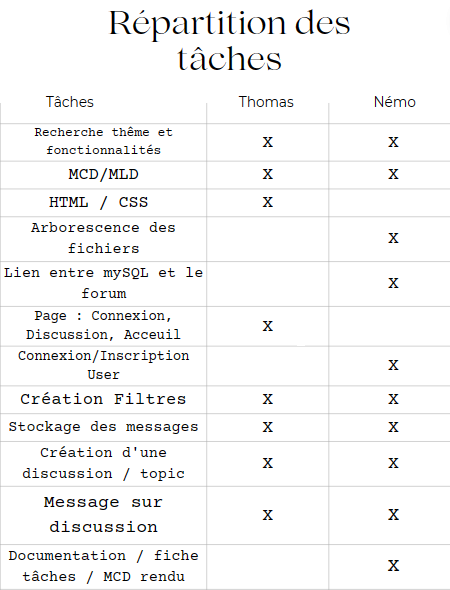 Répartition des
tâches
Tâches Thomas Némo
Recherche thême et
fonctionnalités X X
MCD/MLD X X
HTML / CSS X
Arborescence des
fichiers X
Lien entre mySQL et le
forum X
Page : Connexion,
Discussion, Acceuil X
Connexion/Inscription
User X
Création Filtres X X
Stockage des messages X X
Création d'une
discussion / topic X X
Message sur
discussion X X
Documentation / fiche
tâches / MCD rendu X